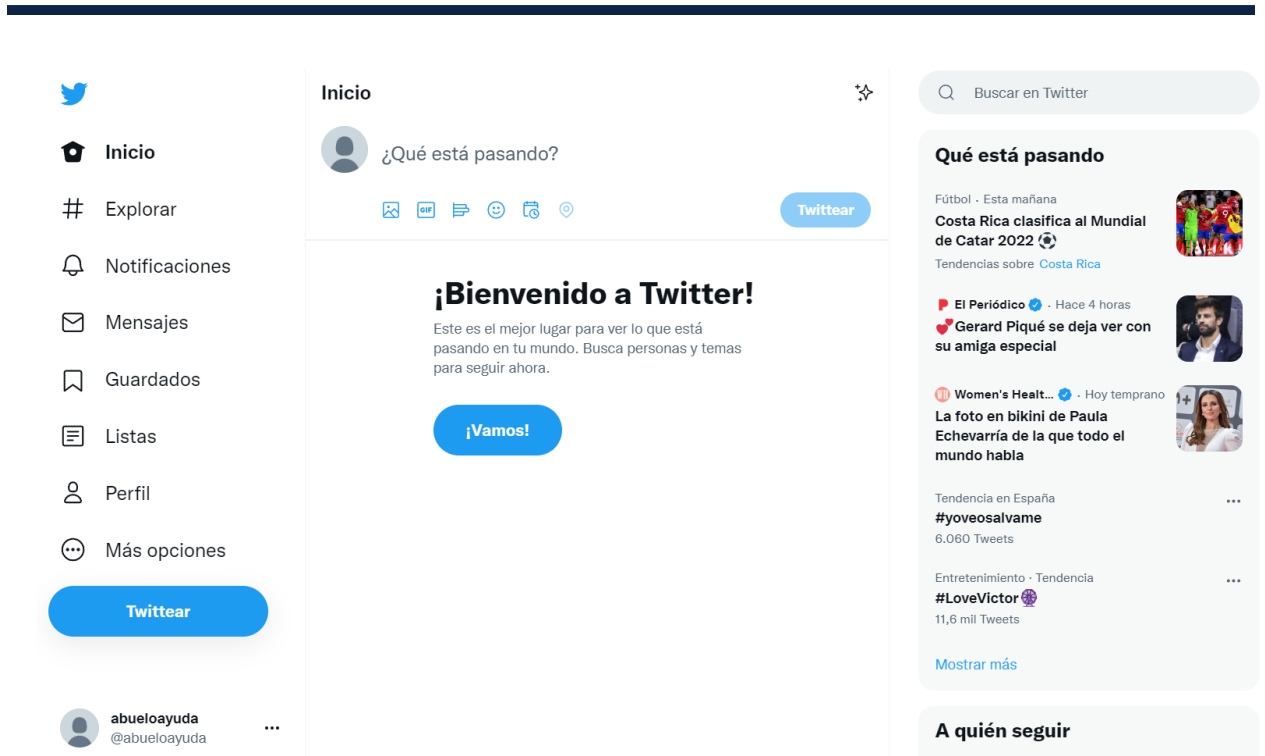 Inicio
Explorar
Notificaciones
Mensajes
Guardados
Listas
Perfil
Más opciones
Twittear
abueloayuda
@abueloayuda
Inicio
¿Qué está pasando?
GIF
Twittear
¡Bienvenido a Twitter!
Este es el mejor lugar para ver lo que está
pasando en tu mundo. Busca personas y temas
para seguir ahora.
¡Vamos!
Buscar en Twitter
Qué está pasando
Fútbol · Esta mañana
Costa Rica clasifica al Mundial
de Catar 2022
Tendencias sobre Costa Rica
El Periódico · Hace 4 horas
💕Gerard Piqué se deja ver con
su amiga especial
Women's Healt... · Hoy temprano
La foto en bikini de Paula
Echevarría de la que todo el
mundo habla
Tendencia en España
#yoveosalvame
6.060 Tweets
Entretenimiento · Tendencia
#LoveVictor
11,6 mil Tweets
Mostrar más
A quién seguir